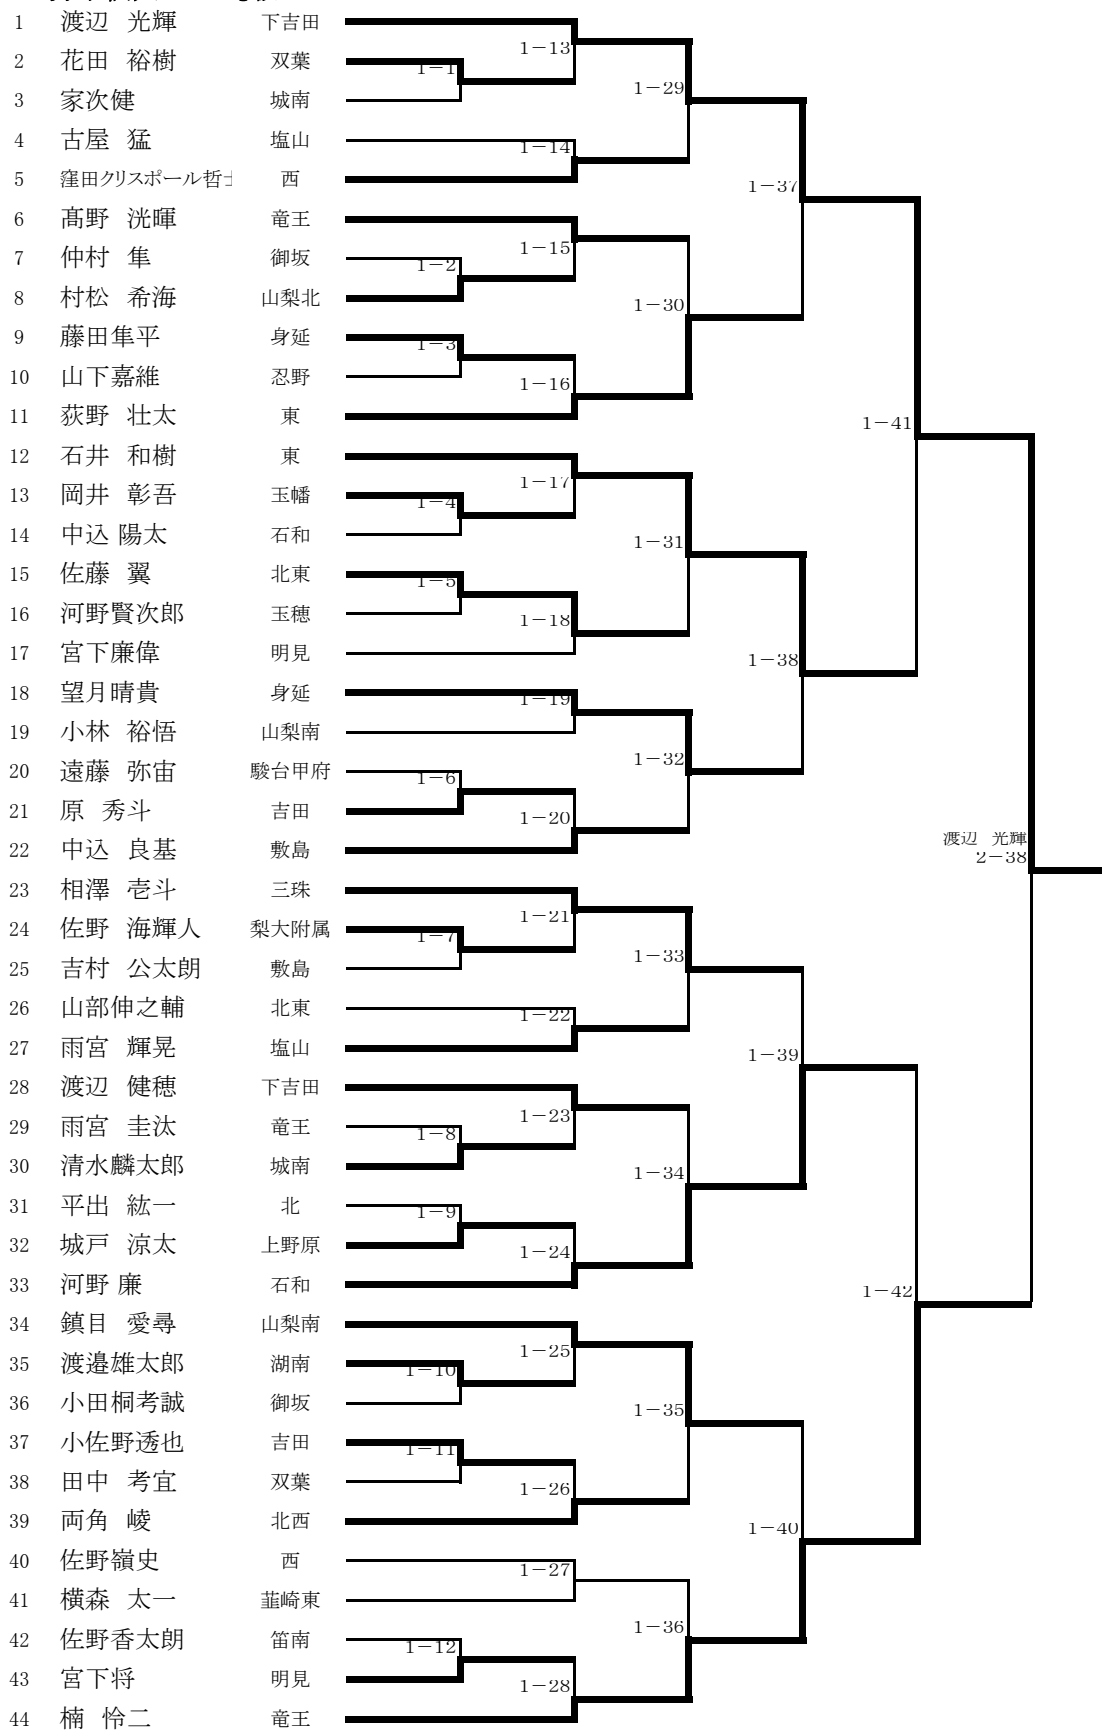 1 渡辺 光輝 下吉田
2 花田 裕樹 双葉
3 家次健 城南
4 古屋 猛 塩山
5 窪田クリスポール哲 西
6 髙野 洸暉 竜王
7 仲村 隼 御坂
8 村松 希海 山梨北
9 藤田隼平 身延
10 山下嘉維 忍野
11 荻野 壮太 東
12 石井 和樹 東
13 岡井 彰吾 玉幡
14 中込 陽太 石和
15 佐藤 翼 北東
16 河野賢次郎 玉穂
17 宮下廉偉 明見
18 望月晴貴 身延
19 小林 裕悟 山梨南
20 遠藤 弥宙 駿台甲府
21 原 秀斗 吉田
22 中込 良基 敷島
23 相澤 壱斗 三珠
24 佐野 海輝人 梨大附属
25 吉村 公太朗 敷島
26 山部伸之輔 北東
27 雨宮 輝晃 塩山
28 渡辺 健穂 下吉田
29 雨宮 圭汰 竜王
30 清水麟太郎 城南
31 平出 紘一 北
32 城戸 涼太 上野原
33 河野 廉 石和
34 鎮目 愛尋 山梨南
35 渡邉雄太郎 湖南
36 小田桐考誠 御坂
37 小佐野透也 吉田
38 田中 考宜 双葉
39 両角 崚 北西
40 佐野嶺史 西
41 横森 太一 韮崎東
42 佐野香太朗 笛南
43 宮下将 明見
44 楠 怜二 竜王
1－1
1－2
1－3
1－4
1－5
1－6
1－7
1－8
1－9
1－10
1－11
1－12
1－13
1－14
1－15
1－16
1－17
1－18
1－19
1－20
1－21
1－22
1－23
1－24
1－25
1－26
1－27
1－28
1－29
1－30
1－31
1－32
1－33
1－34
1－35
1－36
1－37
1－38
1－39
1－40
1－41
1－42
渡辺 光輝
2－38